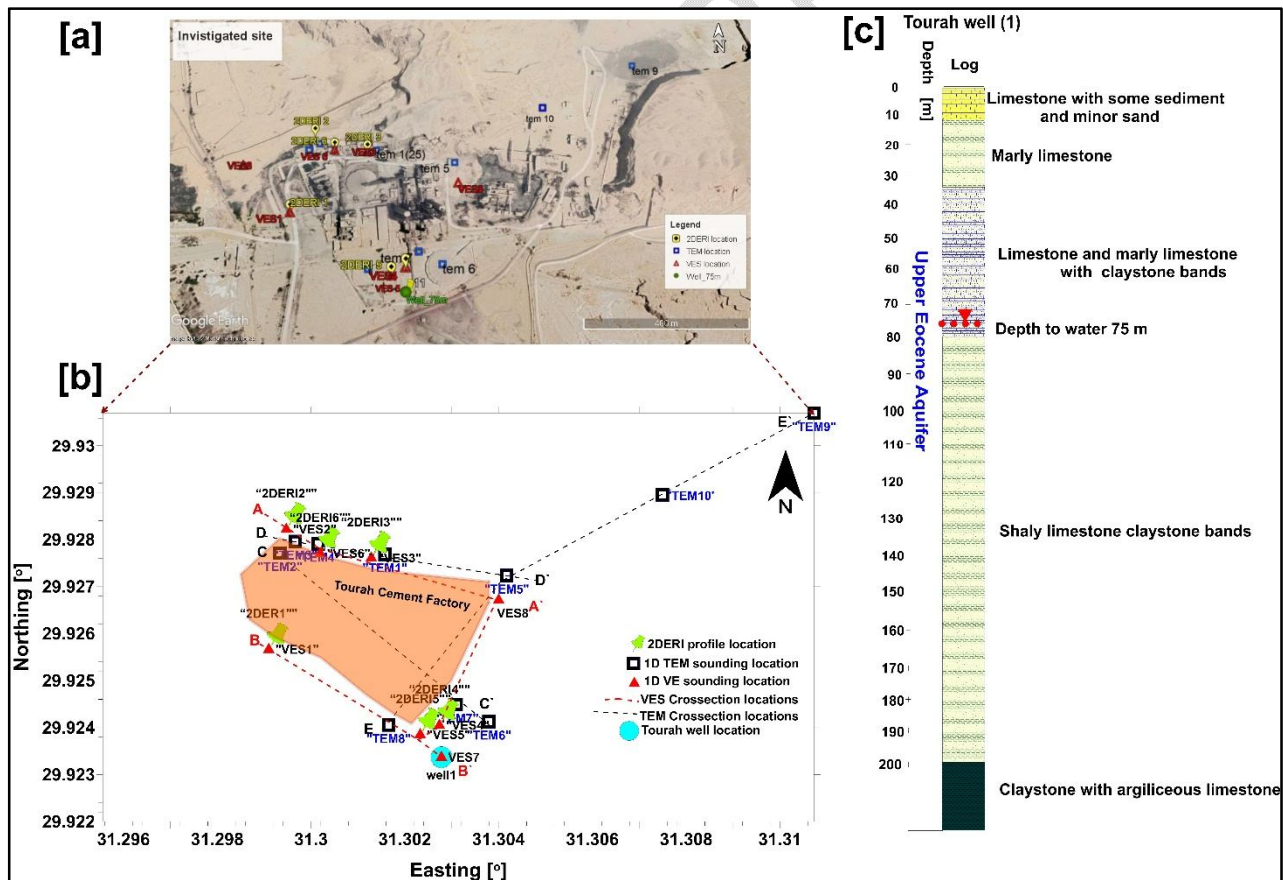 [a]
Invistigated site
N
tem 9
tem 10
2DERI 2
2DERI 3
tem 1(25)
tem 5
VES1
tem 6
Well_75m
Legend
2DERI location
TEM location
VES location
Well_75m
Google Earth
460 m
[b]
Northing [°]
29.93
29.929
29.928
29.927
29.926
29.925
29.924
29.923
29.922
31.296
31.298
31.3
31.302
31.304
31.306
31.308
31.31
Easting [°]
E`
"TEM9"
N
"TEM10'
"2DERI2""
A
"2DERI6""
"2DERI3""
"VES2"
D
C
"VES6"
"VES3"
"TEM2"
"TEM4"
"TEM1"
"TEM5"
D`
Tourah Cement Factory
VES8
A`
"2DER1""
B
"VES1"
"2DERI4""
"2DERI5""
C`
E
"TEM8"
"VES4"
"VES5"
"TEM6"
VES7
well1
B`
2DERI profile location
1D TEM sounding location
1D VE sounding location
VES Crossection locations
TEM Crossection locations
Tourah well location
[c]
Tourah well (1)
Depth [m]
Log
0
10
20
30
40
50
60
70
80
90
100
110
120
130
140
150
160
170
180
190
200
Upper Eocene Aquifer
Limestone with some sediment
and minor sand
Marly limestone
Limestone and marly limestone
with claystone bands
Depth to water 75 m
Shaly limestone claystone bands
Claystone with argiliceous limestone